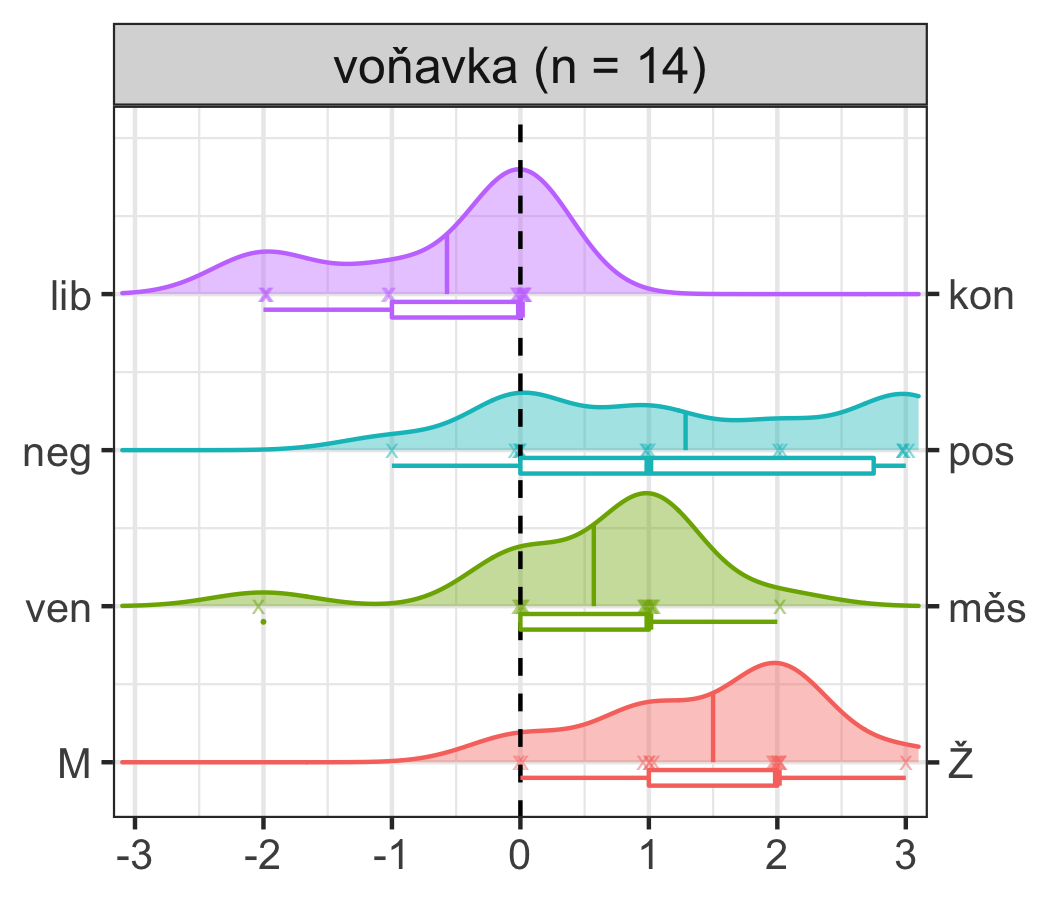 voňavka (n = 14)
lib kon
neg pos
ven měs
M Ž
-3 -2 -1 0 1 2 3